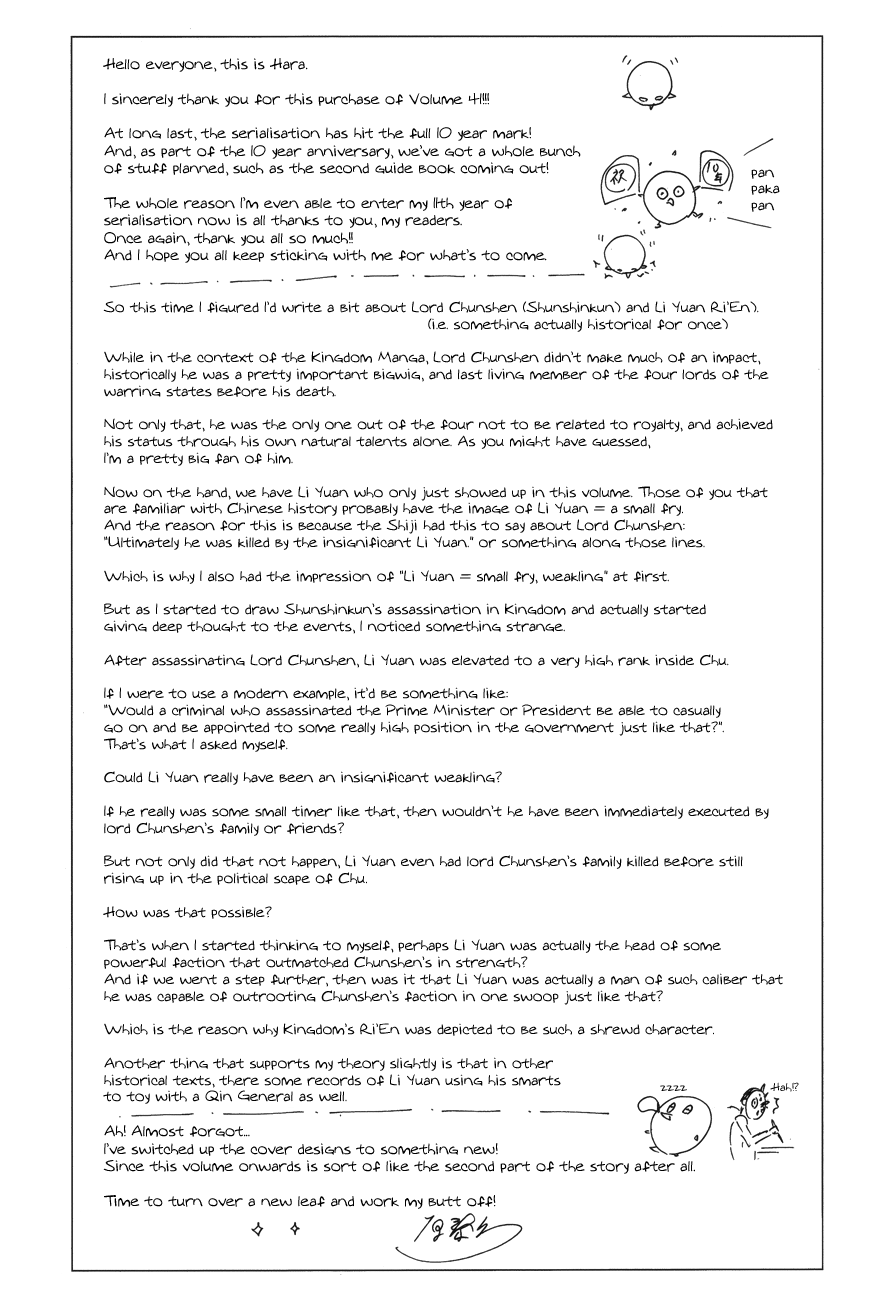 Hello everyone, this is Hara.
I sincerely thank you for this purchase of Volume 41!!!
At long last, the serialisation has hit the full 10 year mark!
And, as part of the 10 year anniversary, we've got a whole bunch
of stuff planned, such as the second guide book coming out!
祝
10年
pan
paka
pan
The whole reason I'm even able to enter my 11th year of
serialisation now is all thanks to you, my readers.
Once again, thank you all so much!!
And I hope you all keep sticking with me for what's to come.
So this time I figured I'd write a bit about Lord Chunshen (Shunshinkun) and Li Yuan Ri'En).
(i.e. something actually historical for once)
While in the context of the Kingdom Manga, Lord Chunshen didn't make much of an impact,
historically he was a pretty important bigwig, and last living member of the four lords of the
warring states before his death.
Not only that, he was the only one out of the four not to be related to royalty, and achieved
his status through his own natural talents alone. As you might have guessed,
I'm a pretty big fan of him.
Now on the hand, we have Li Yuan who only just showed up in this volume. Those of you that
are familiar with Chinese history probably have the image of Li Yuan = a small fry.
And the reason for this is because the Shiji had this to say about Lord Chunshen:
"Ultimately he was killed by the insignificant Li Yuan." or something along those lines.
Which is why I also had the impression of "Li Yuan = small fry, weakling" at first.
But as I started to draw Shunshinkun's assassination in Kingdom and actually started
giving deep thought to the events, I noticed something strange.
After assassinating Lord Chunshen, Li Yuan was elevated to a very high rank inside Chu.
If I were to use a modern example, it'd be something like:
"Would a criminal who assassinated the Prime Minister or President be able to casually
go on and be appointed to some really high position in the government just like that?".
That's what I asked myself.
Could Li Yuan really have been an insignificant weakling?
If he really was some small timer like that, then wouldn't he have been immediately executed by
lord Chunshen's family or friends?
But not only did that not happen, Li Yuan even had lord Chunshen's family killed before still
rising up in the political scape of Chu.
How was that possible?
That's when I started thinking to myself, perhaps Li Yuan was actually the head of some
powerful faction that outmatched Chunshen's in strength?
And if we went a step further, then was it that Li Yuan was actually a man of such caliber that
he was capable of outrooting Chunshen's faction in one swoop just like that?
Which is the reason why Kingdom's Ri'En was depicted to be such a shrewd character.
Another thing that supports my theory slightly is that in other
historical texts, there some records of Li Yuan using his smarts
to toy with a Qin General as well.
zzzz
Hah!?
Ah! Almost forgot...
I've switched up the cover designs to something new!
Since this volume onwards is sort of like the second part of the story after all.
Time to turn over a new leaf and work my butt off!